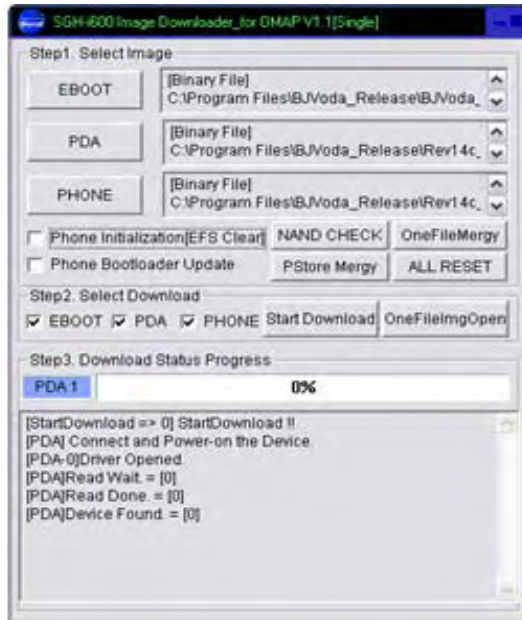 SGH-i600 Image Downloader_for OMAP V1.1[Single]
Step1. Select Image
EBOOT
[Binary File]
C:\Program Files\BJVoda_Release\BJVoda_
PDA
[Binary File]
C:\Program Files\BJVoda_Release\Rev14c_
PHONE
[Binary File]
C:\Program Files\BJVoda_Release\Rev14c_
Phone Initialization[EFS Clear] NAND CHECK OneFileMergy
Phone Bootloader Update PStore Mergy ALL RESET
Step2. Select Download
EBOOT PDA PHONE Start Download OneFileImgOpen
Step3. Download Status Progress
PDA 1 0%
[StartDownload => 0] StartDownload !!
[PDA] Connect and Power-on the Device.
[PDA-0]Driver Opened.
[PDA]Read Wait. = [0]
[PDA]Read Done. = [0]
[PDA]Device Found. = [0]